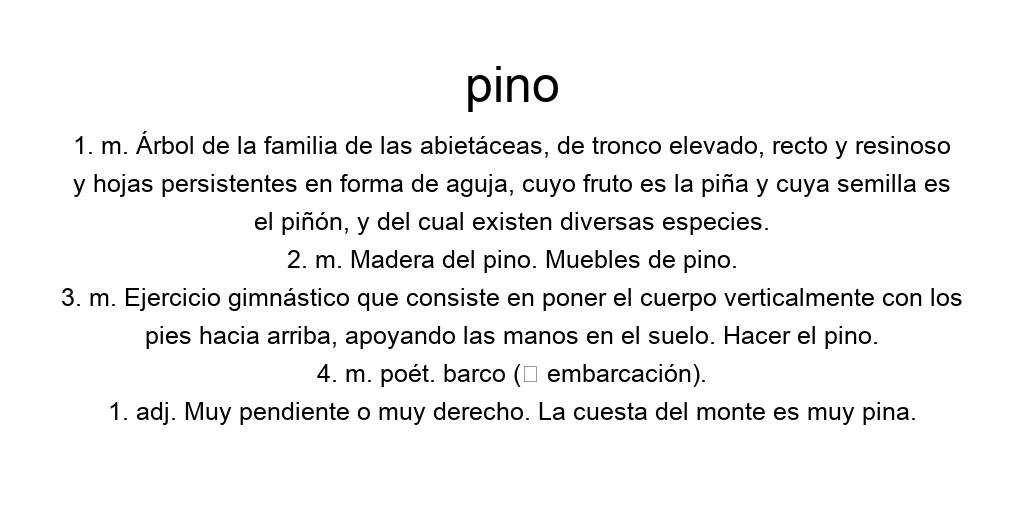 pino
1. m. Árbol de la familia de las abietáceas, de tronco elevado, recto y resinoso
y hojas persistentes en forma de aguja, cuyo fruto es la piña y cuya semilla es
el piñón, y del cual existen diversas especies.
2. m. Madera del pino. Muebles de pino.
3. m. Ejercicio gimnástico que consiste en poner el cuerpo verticalmente con los
pies hacia arriba, apoyando las manos en el suelo. Hacer el pino.
4. m. poét. barco (□ embarcación).
1. adj. Muy pendiente o muy derecho. La cuesta del monte es muy pina.